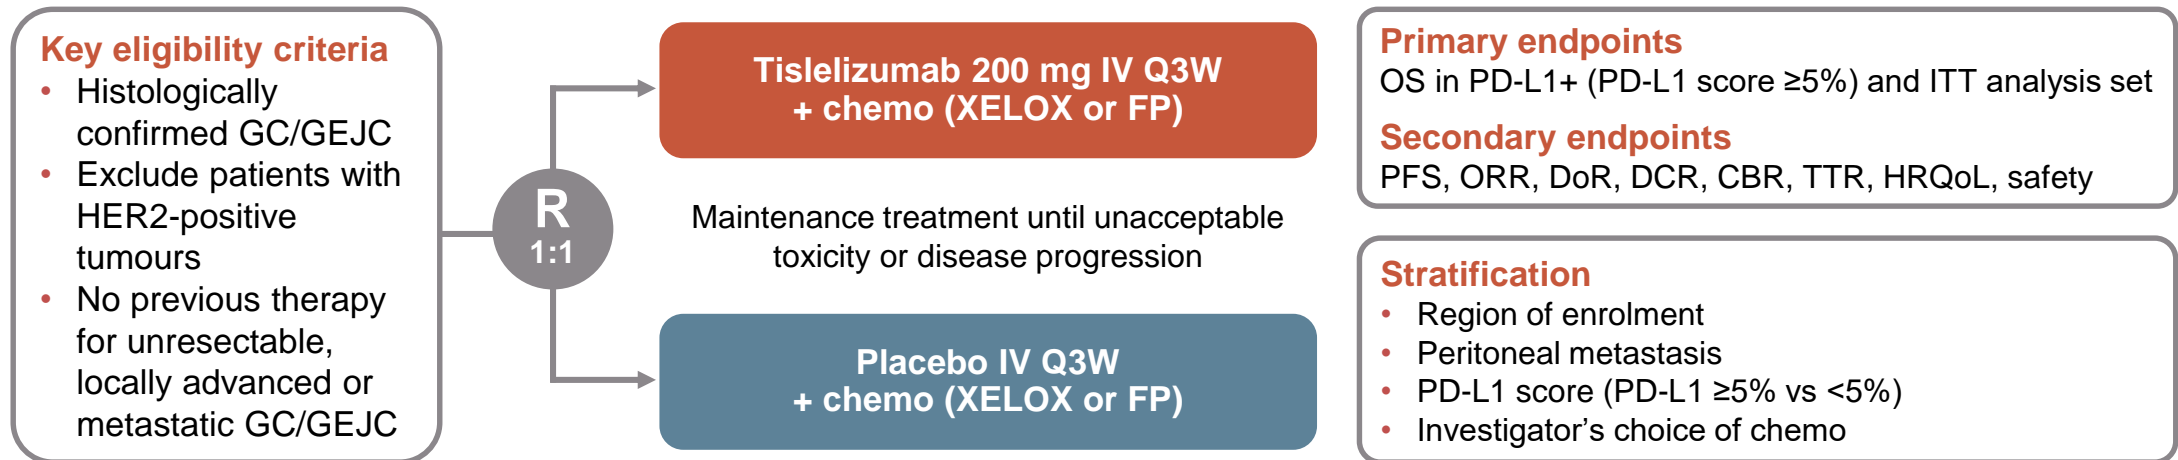 Key eligibility criteria
• Histologically
confirmed GC/GEJC
• Exclude patients with
HER2-positive
tumours
• No previous therapy
for unresectable,
locally advanced or
metastatic GC/GEJC
R
1:1
Tislelizumab 200 mg IV Q3W
+ chemo (XELOX or FP)
Maintenance treatment until unacceptable
toxicity or disease progression
Placebo IV Q3W
+ chemo (XELOX or FP)
Primary endpoints
OS in PD-L1+ (PD-L1 score ≥5%) and ITT analysis set
Secondary endpoints
PFS, ORR, DoR, DCR, CBR, TTR, HRQoL, safety
Stratification
• Region of enrolment
• Peritoneal metastasis
• PD-L1 score (PD-L1 ≥5% vs <5%)
• Investigator’s choice of chemo